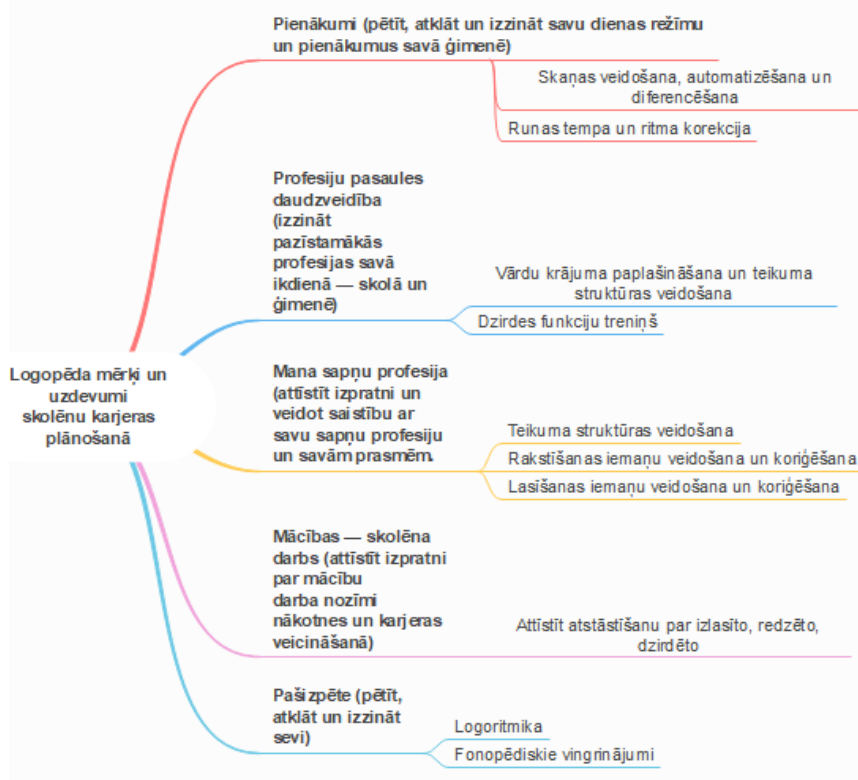 Pienākumi (pētīt, atklāt un izzināt savu dienas režīmu
un pienākumus savā ģimenē)
Skaņas veidošana, automatizēšana un
diferencēšana
Runas tempa un ritma korekcija
Profesiju pasaules
daudzveidība
(izzināt
pazīstamākās
profesijas savā
ikdienā — skolā un
ģimenē)
Vārdu krājuma paplašināšana un teikuma
struktūras veidošana
Dzirdes funkciju treniņš
Logopēda mērķi un
uzdevumi
skolēnu karjeras
plānošanā
Mana sapņu profesija
(attīstīt izpratni un
veidot saistību ar
savu sapņu profesiju
un savām prasmēm.
Teikuma struktūras veidošana
Rakstīšanas iemaņu veidošana un koriģēšana
Lasīšanas iemaņu veidošana un koriģēšana
Mācības — skolēna
darbs (attīstīt izpratni
par mācību
darba nozīmi
nākotnes un karjeras
veicināšanā)
Attīstīt atstāstīšanu par izlasīto, redzēto,
dzirdēto
Pašizpēte (pētīt,
atklāt un izzināt
sevi)
Logoritmika
Fonopēdiskie vingrinājumi